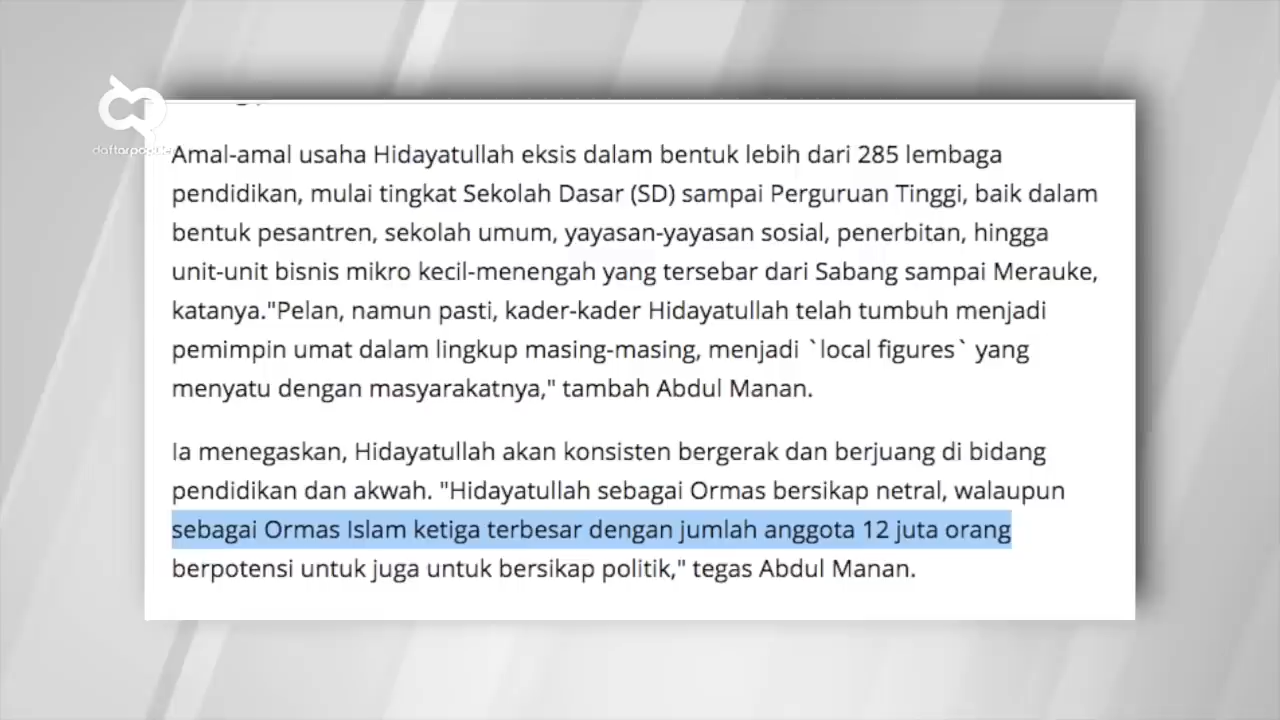 Amal-amal usaha Hidayatullah eksis dalam bentuk lebih dari 285 lembaga
pendidikan, mulai tingkat Sekolah Dasar (SD) sampai Perguruan Tinggi, baik dalam
bentuk pesantren, sekolah umum, yayasan-yayasan sosial, penerbitan, hingga
unit-unit bisnis mikro kecil-menengah yang tersebar dari Sabang sampai Merauke,
katanya."Pelan, namun pasti, kader-kader Hidayatullah telah tumbuh menjadi
pemimpin umat dalam lingkup masing-masing, menjadi `local figures` yang
menyatu dengan masyarakatnya," tambah Abdul Manan.
Ia menegaskan, Hidayatullah akan konsisten bergerak dan berjuang di bidang
pendidikan dan akwah. "Hidayatullah sebagai Ormas bersikap netral, walaupun
sebagai Ormas Islam ketiga terbesar dengan jumlah anggota 12 juta orang
berpotensi untuk juga untuk bersikap politik," tegas Abdul Manan.